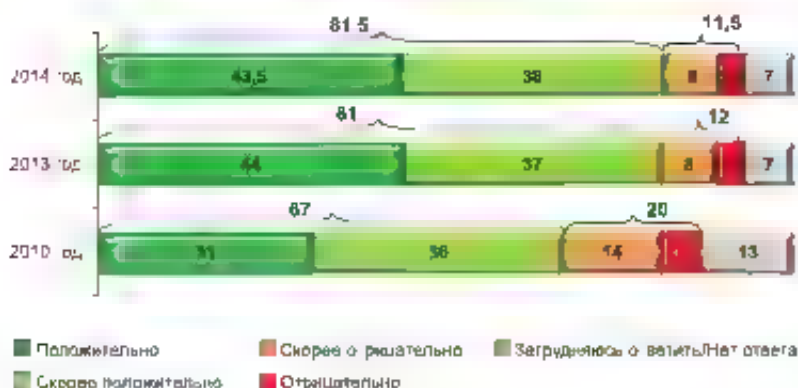 81 5 11,5
2014 год 43,5 38 8 7
81 12
2013 год 44 37 8 7
67 20
2010 год 31 36 14 13
Положительно Скорее отрицательно Затрудняюсь ответить/Нет ответа
Скорее положительно Отрицательно